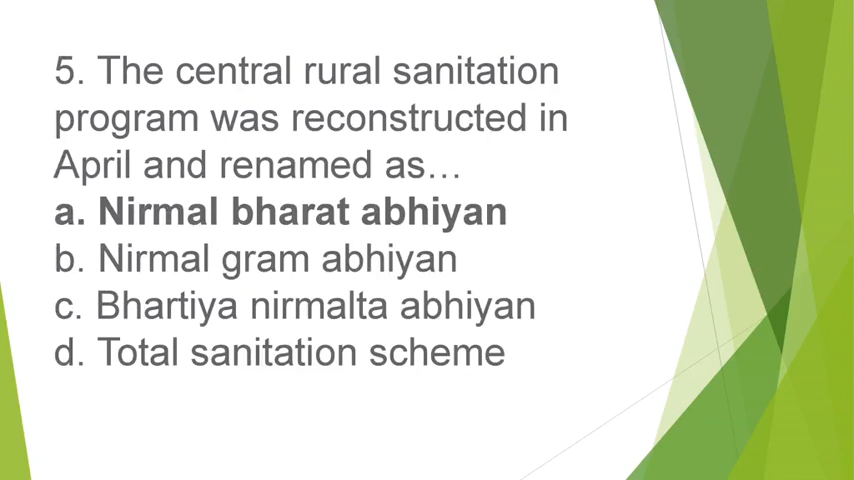 5. The central rural sanitation
program was reconstructed in
April and renamed as…
a. Nirmal bharat abhiyan
b. Nirmal gram abhiyan
c. Bhartiya nirmalta abhiyan
d. Total sanitation scheme